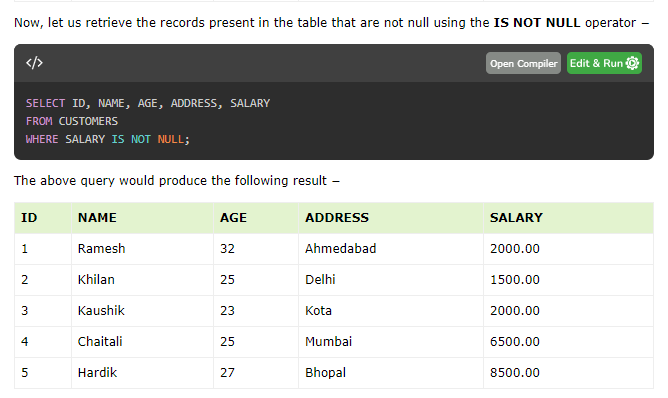 Now, let us retrieve the records present in the table that are not null using the IS NOT NULL operator −
</> Open Compiler Edit & Run
SELECT ID, NAME, AGE, ADDRESS, SALARY
FROM CUSTOMERS
WHERE SALARY IS NOT NULL;
The above query would produce the following result −
ID NAME AGE ADDRESS SALARY
1 Ramesh 32 Ahmedabad 2000.00
2 Khilan 25 Delhi 1500.00
3 Kaushik 23 Kota 2000.00
4 Chaitali 25 Mumbai 6500.00
5 Hardik 27 Bhopal 8500.00